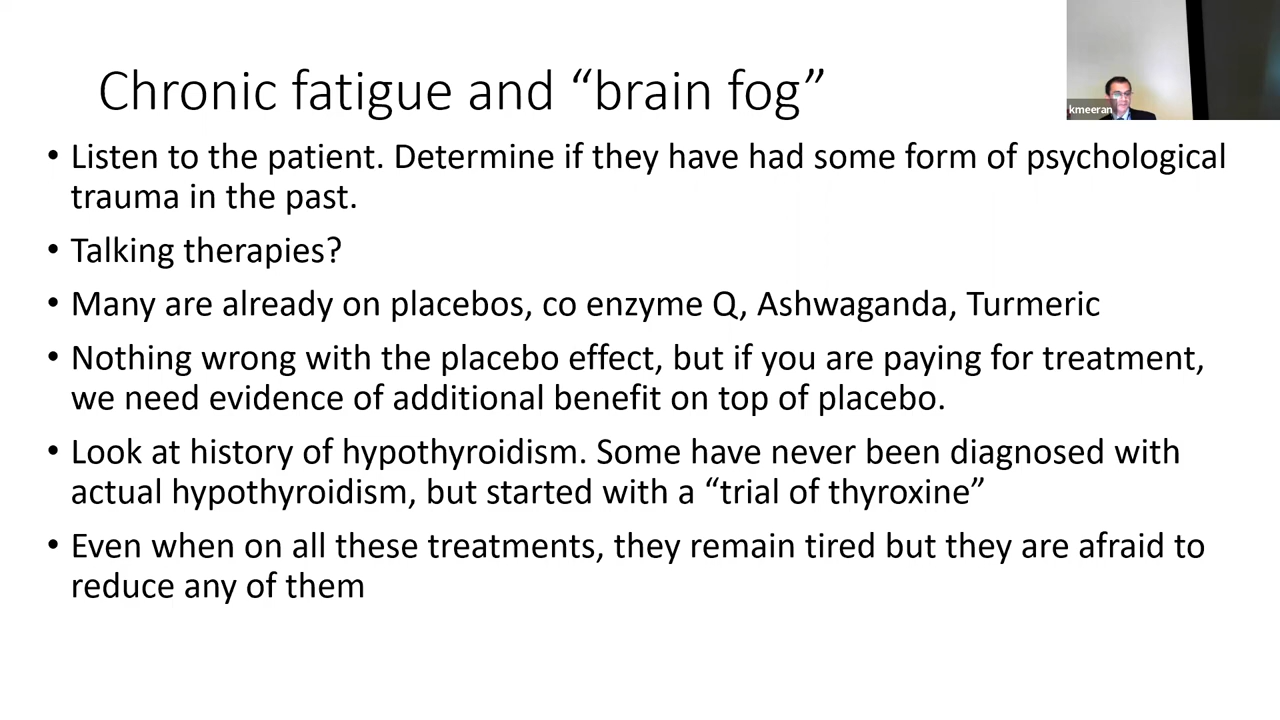 Chronic fatigue and “brain fog”
kmeeran
• Listen to the patient. Determine if they have had some form of psychological
trauma in the past.
• Talking therapies?
• Many are already on placebos, co enzyme Q, Ashwaganda, Turmeric
• Nothing wrong with the placebo effect, but if you are paying for treatment,
we need evidence of additional benefit on top of placebo.
• Look at history of hypothyroidism. Some have never been diagnosed with
actual hypothyroidism, but started with a “trial of thyroxine”
• Even when on all these treatments, they remain tired but they are afraid to
reduce any of them